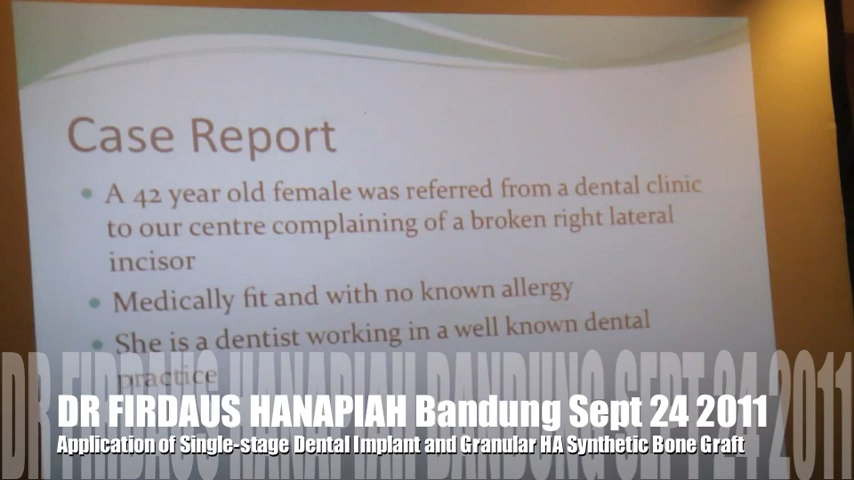 Case Report
• A 42 year old female was referred from a dental clinic
to our centre complaining of a broken right lateral
incisor
• Medically fit and with no known allergy
• She is a dentist working in a well known dental
practice
DR FIRDAUS HANAPIAH BANDUNG SEPT 24 2011
DR FIRDAUS HANAPIAH Bandung Sept 24 2011
Application of Single-stage Dental Implant and Granular HA Synthetic Bone Graft